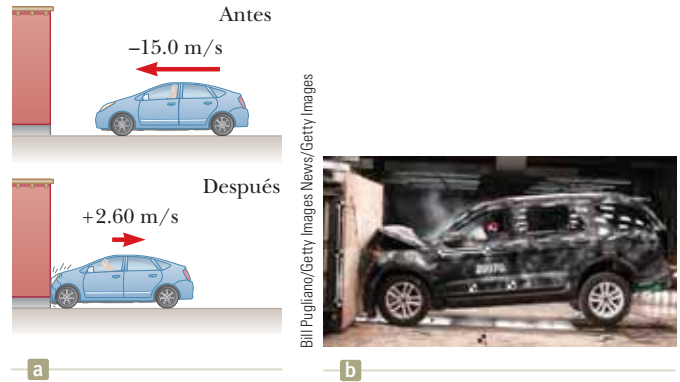 Antes
–15.0 m/s
Después
+2.60 m/s
a
Bill Pugliano/Getty Images News/Getty Images
b